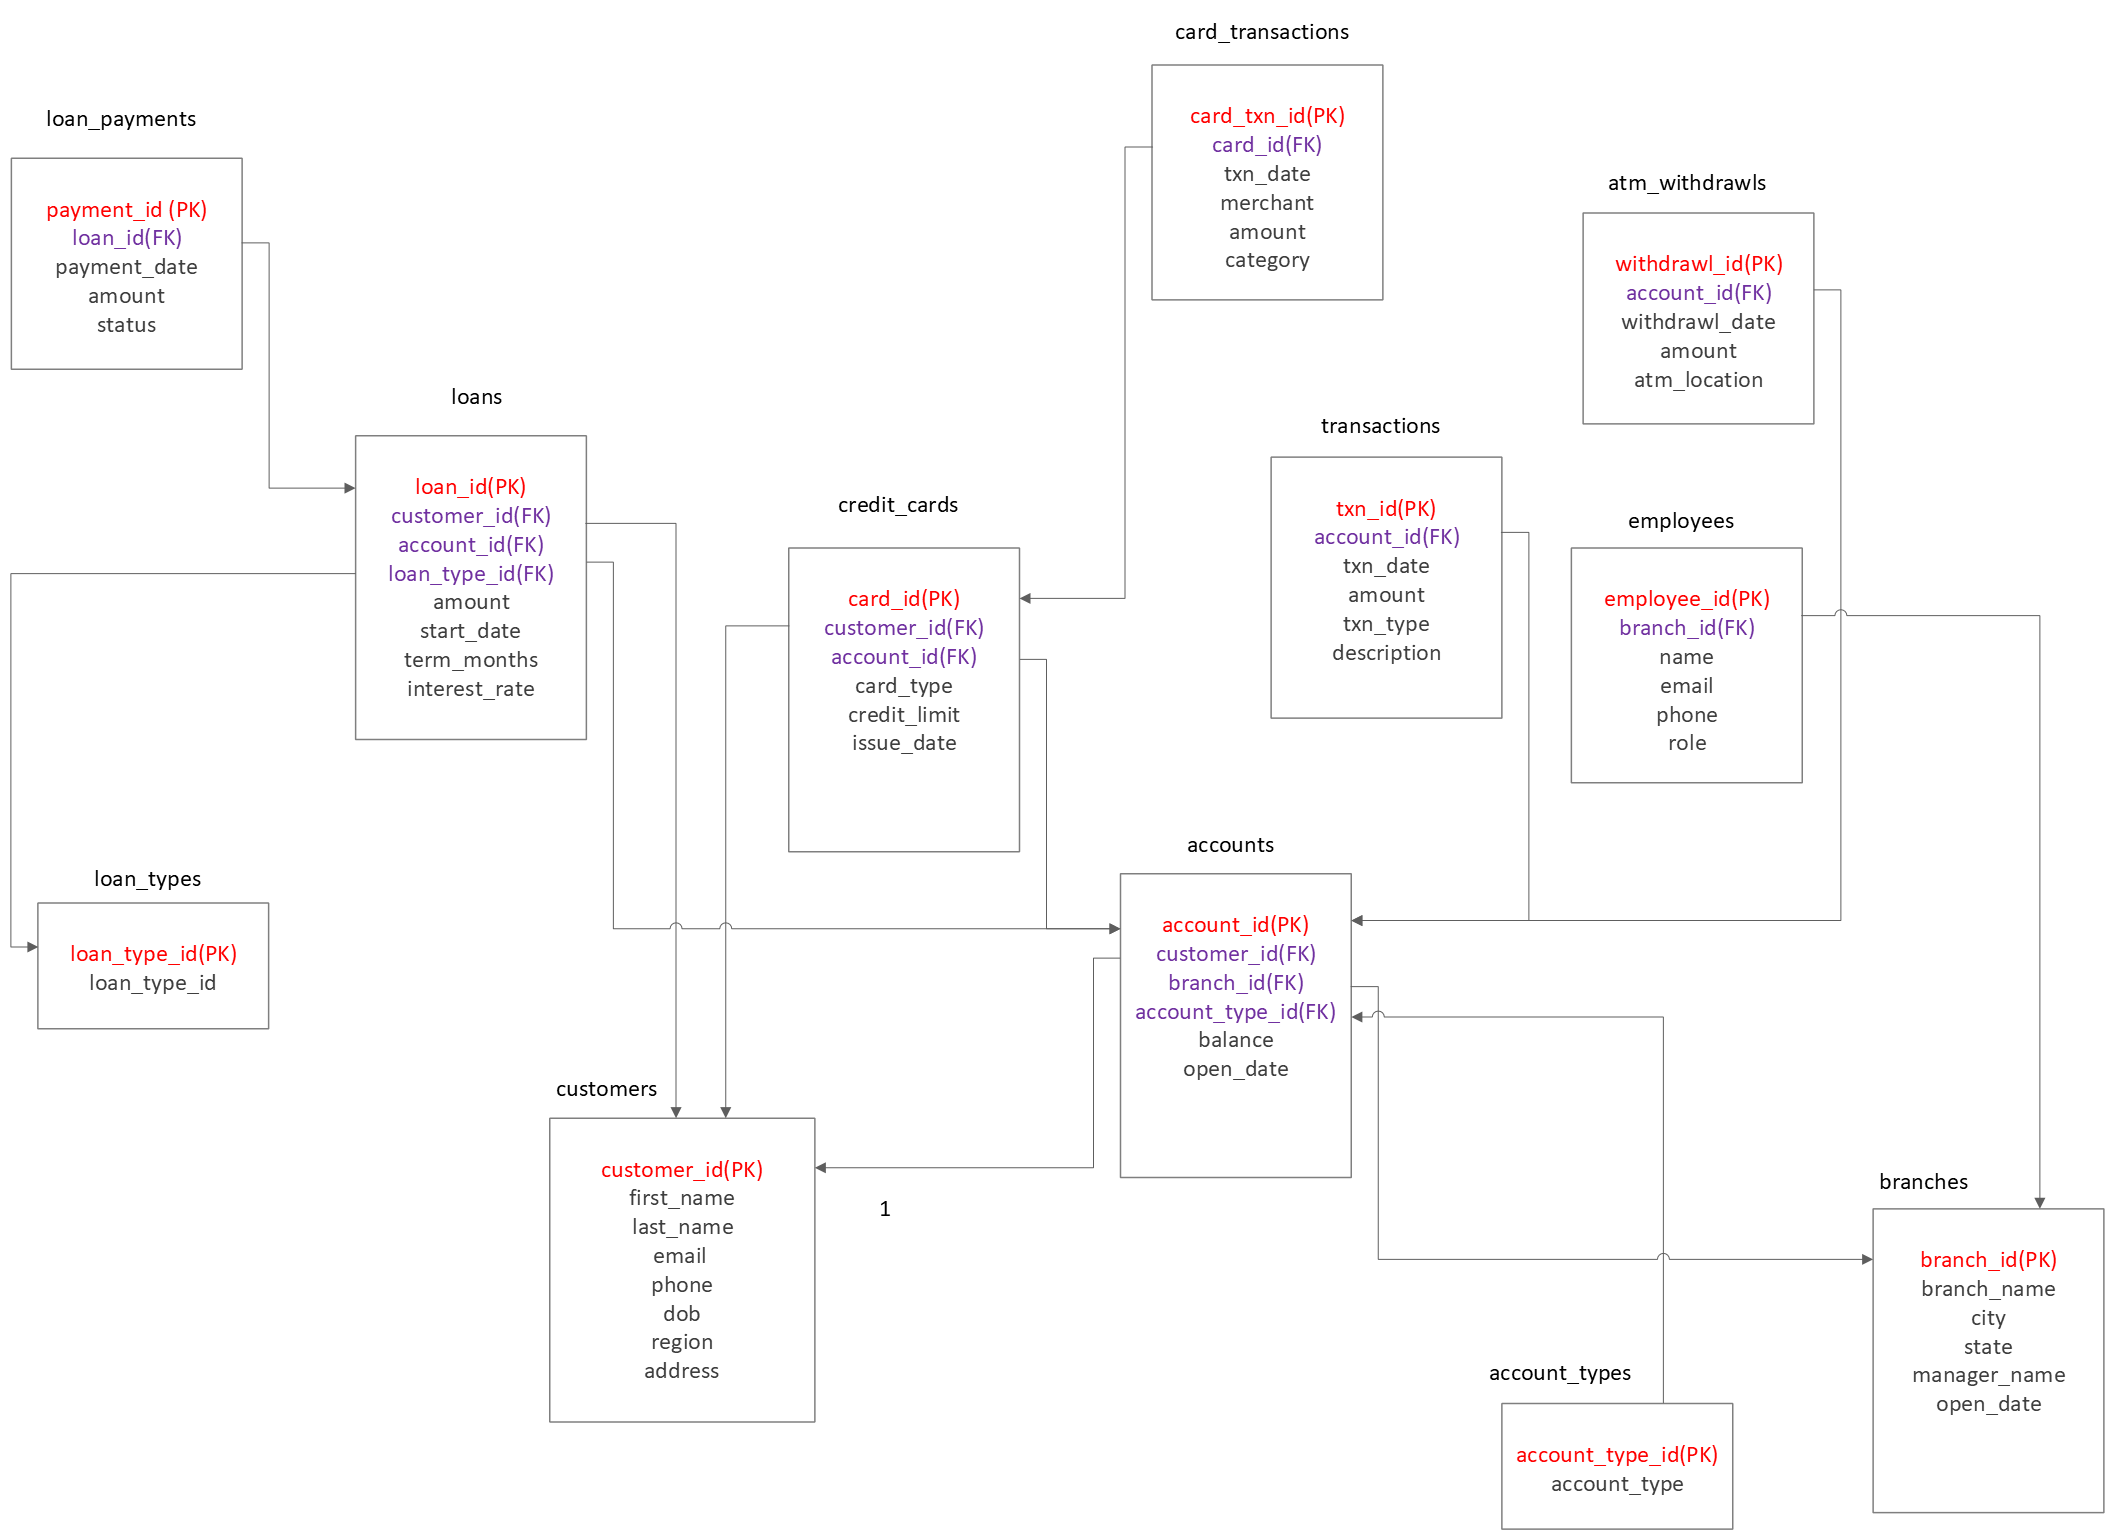 card_transactions
card_txn_id(PK)
card_id(FK)
txn_date
merchant
amount
category
loan_payments
payment_id (PK)
loan_id(FK)
payment_date
amount
status
atm_withdrawls
withdrawl_id(PK)
account_id(FK)
withdrawl_date
amount
atm_location
loans
loan_id(PK)
customer_id(FK)
account_id(FK)
loan_type_id(FK)
amount
start_date
term_months
interest_rate
credit_cards
card_id(PK)
customer_id(FK)
account_id(FK)
card_type
credit_limit
issue_date
transactions
txn_id(PK)
account_id(FK)
txn_date
amount
txn_type
description
employees
employee_id(PK)
branch_id(FK)
name
email
phone
role
loan_types
loan_type_id(PK)
loan_type_id
accounts
account_id(PK)
customer_id(FK)
branch_id(FK)
account_type_id(FK)
balance
open_date
customers
customer_id(PK)
first_name
last_name
email
phone
dob
region
address
1
branches
branch_id(PK)
branch_name
city
state
manager_name
open_date
account_types
account_type_id(PK)
account_type